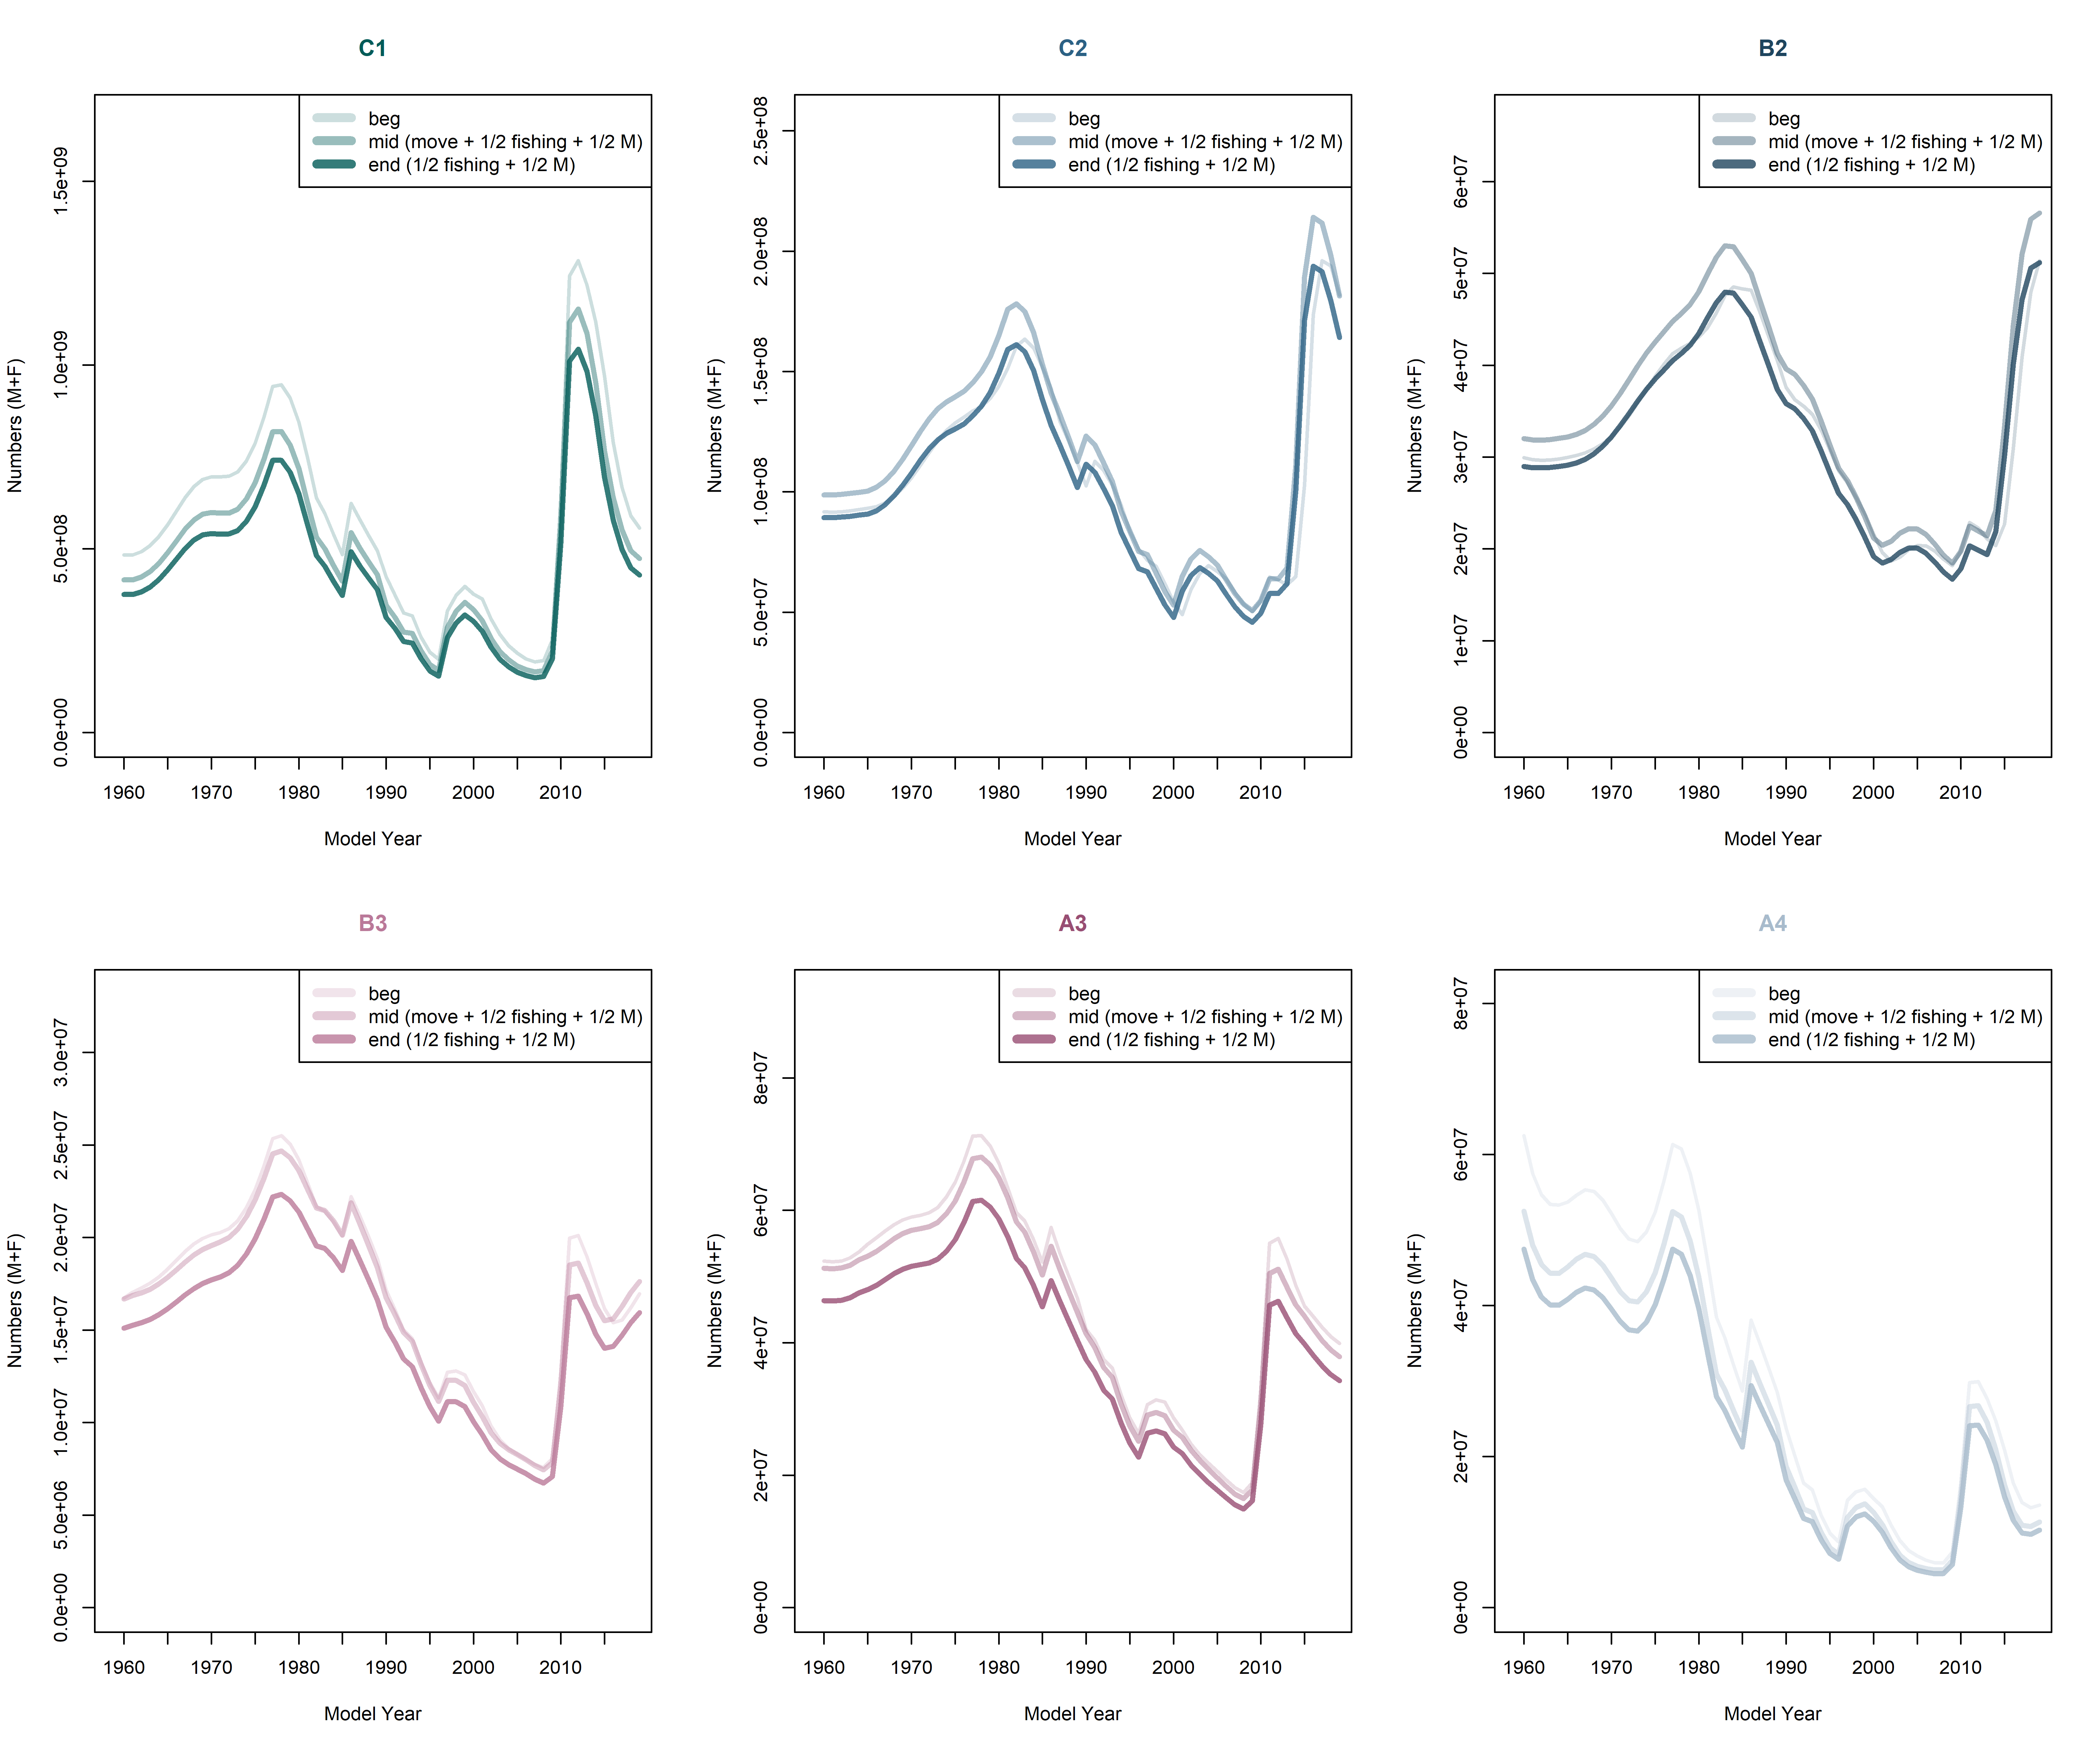 C1
beg
mid (move + 1/2 fishing + 1/2 M)
end (1/2 fishing + 1/2 M)
Numbers (M+F)
0.0e+00 5.0e+08 1.0e+09 1.5e+09
1960 1970 1980 1990 2000 2010
Model Year
C2
beg
mid (move + 1/2 fishing + 1/2 M)
end (1/2 fishing + 1/2 M)
Numbers (M+F)
0.0e+00 5.0e+07 1.0e+08 1.5e+08 2.0e+08 2.5e+08
1960 1970 1980 1990 2000 2010
Model Year
B2
beg
mid (move + 1/2 fishing + 1/2 M)
end (1/2 fishing + 1/2 M)
Numbers (M+F)
0e+00 1e+07 2e+07 3e+07 4e+07 5e+07 6e+07
1960 1970 1980 1990 2000 2010
Model Year
B3
beg
mid (move + 1/2 fishing + 1/2 M)
end (1/2 fishing + 1/2 M)
Numbers (M+F)
0.0e+00 5.0e+06 1.0e+07 1.5e+07 2.0e+07 2.5e+07 3.0e+07
1960 1970 1980 1990 2000 2010
Model Year
A3
beg
mid (move + 1/2 fishing + 1/2 M)
end (1/2 fishing + 1/2 M)
Numbers (M+F)
0e+00 2e+07 4e+07 6e+07 8e+07
1960 1970 1980 1990 2000 2010
Model Year
A4
beg
mid (move + 1/2 fishing + 1/2 M)
end (1/2 fishing + 1/2 M)
Numbers (M+F)
0e+00 2e+07 4e+07 6e+07 8e+07
1960 1970 1980 1990 2000 2010
Model Year